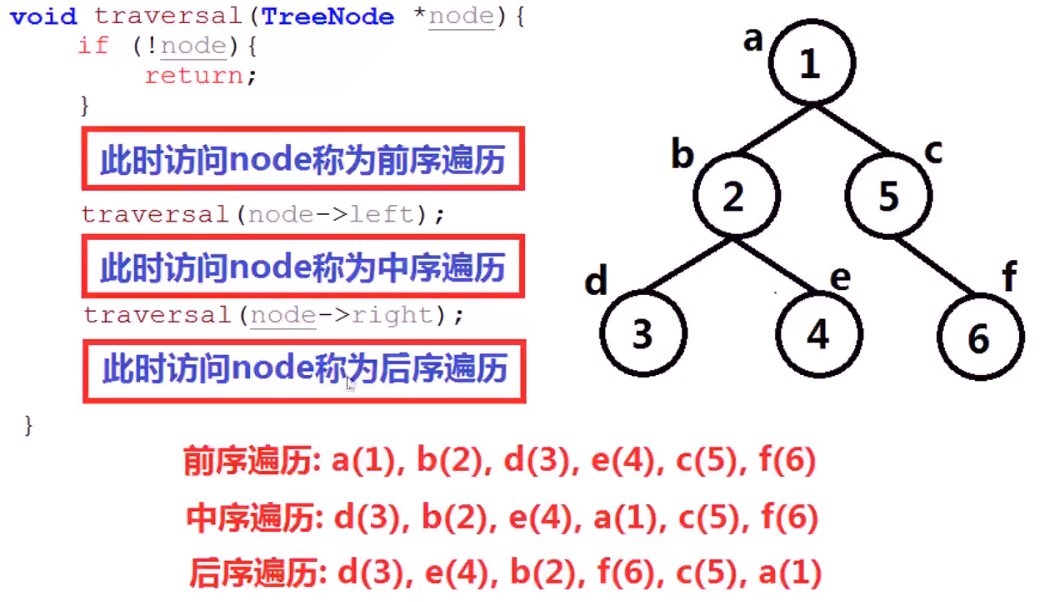 void traversal(TreeNode *node){
if (!node){
return;
}
此时访问node称为前序遍历
traversal(node->left);
此时访问node称为中序遍历
traversal(node->right);
此时访问node称为后序遍历
}
a
1
b
2
c
5
d
3
e
4
f
6
前序遍历: a(1), b(2), d(3), e(4), c(5), f(6)
中序遍历: d(3), b(2), e(4), a(1), c(5), f(6)
后序遍历: d(3), e(4), b(2), f(6), c(5), a(1)